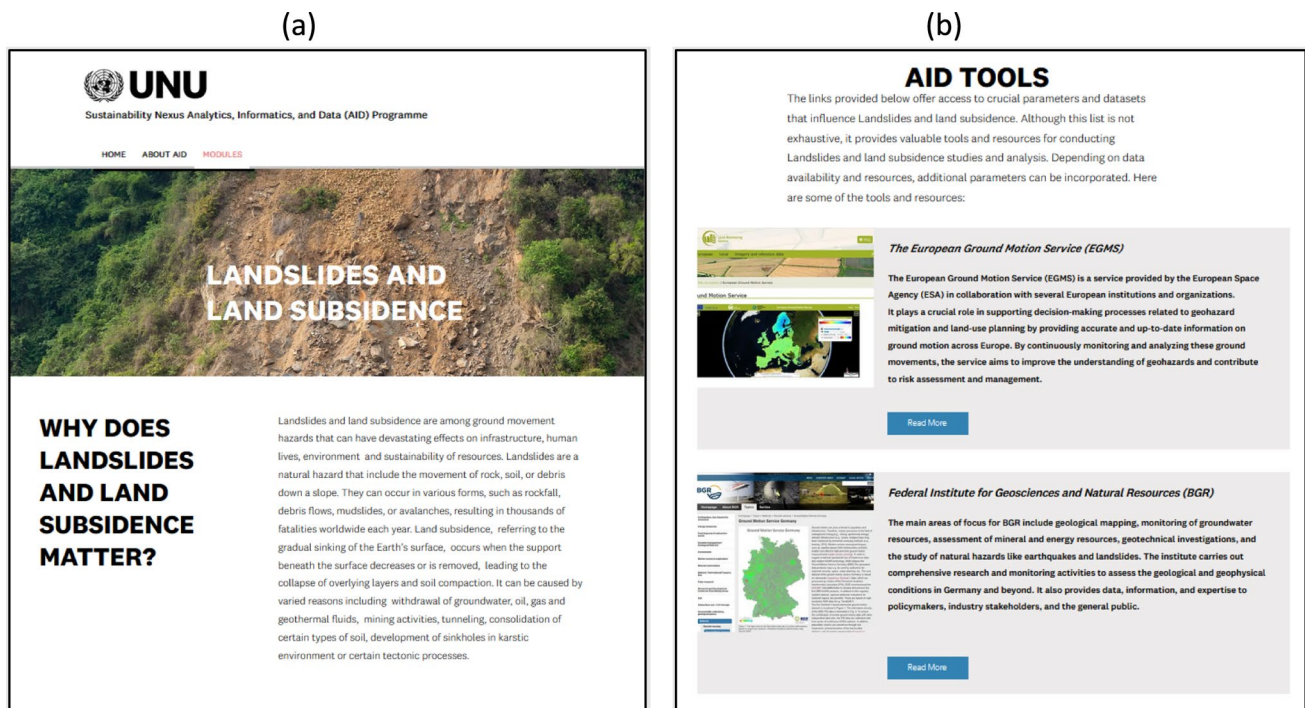 (a)
UNU
Sustainability Nexus Analytics, Informatics, and Data (AID) Programme
HOME ABOUT AID MODULES
LANDSLIDES AND
LAND SUBSIDENCE
WHY DOES
LANDSLIDES
AND LAND
SUBSIDENCE
MATTER?
Landslides and land subsidence are among ground movement
hazards that can have devastating effects on infrastructure, human
lives, environment and sustainability of resources. Landslides are a
natural hazard that include the movement of rock, soil, or debris
down a slope. They can occur in various forms, such as rockfall,
debris flows, mudslides, or avalanches, resulting in thousands of
fatalities worldwide each year. Land subsidence, referring to the
gradual sinking of the Earth's surface, occurs when the support
beneath the surface decreases or is removed, leading to the
collapse of overlying layers and soil compaction. It can be caused by
varied reasons including withdrawal of groundwater, oil, gas and
geothermal fluids, mining activities, tunneling, consolidation of
certain types of soil, development of sinkholes in karstic
environment or certain tectonic processes.
(b)
AID TOOLS
The links provided below offer access to crucial parameters and datasets
that influence Landslides and land subsidence. Although this list is not
exhaustive, it provides valuable tools and resources for conducting
Landslides and land subsidence studies and analysis. Depending on data
availability and resources, additional parameters can be incorporated. Here
are some of the tools and resources:
und Motion Service
The European Ground Motion Service (EGMS)
The European Ground Motion Service (EGMS) is a service provided by the European Space
Agency (ESA) in collaboration with several European institutions and organizations.
It plays a crucial role in supporting decision-making processes related to geohazard
mitigation and land-use planning by providing accurate and up-to-date information on
ground motion across Europe. By continuously monitoring and analyzing these ground
movements, the service aims to improve the understanding of geohazards and contribute
to risk assessment and management.
Read More
BGR
Homepage About BGR Topics Service
Ground Motion Service Germany
Federal Institute for Geosciences and Natural Resources (BGR)
The main areas of focus for BGR include geological mapping, monitoring of groundwater
resources, assessment of mineral and energy resources, geotechnical investigations, and
the study of natural hazards like earthquakes and landslides. The institute carries out
comprehensive research and monitoring activities to assess the geological and geophysical
conditions in Germany and beyond. It also provides data, information, and expertise to
policymakers, industry stakeholders, and the general public.
Read More